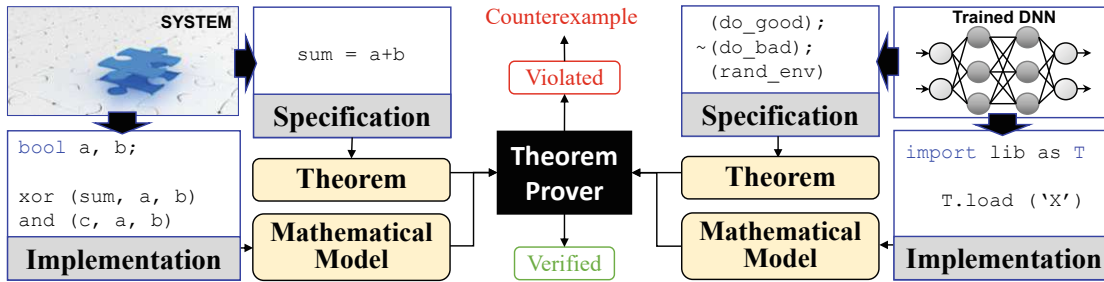 SYSTEM
sum = a+b
Specification
bool a, b;
xor (sum, a, b)
and (c, a, b)
Implementation
Theorem
Mathematical
Model
Counterexample
Violated
Theorem
Prover
Verified
(do_good);
~(do_bad);
(rand_env)
Specification
Theorem
Mathematical
Model
Trained DNN
import lib as T
T.load (‘X’)
Implementation